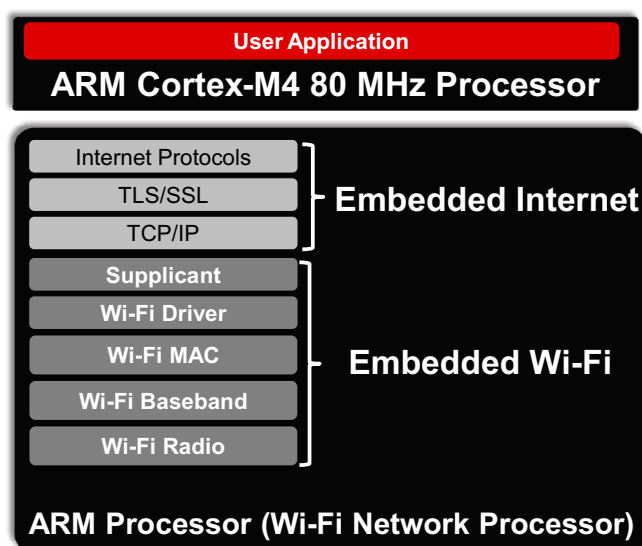 User Application
ARM Cortex-M4 80 MHz Processor
Internet Protocols
TLS/SSL
TCP/IP
Embedded Internet
Supplicant
Wi-Fi Driver
Wi-Fi MAC
Wi-Fi Baseband
Wi-Fi Radio
Embedded Wi-Fi
ARM Processor (Wi-Fi Network Processor)